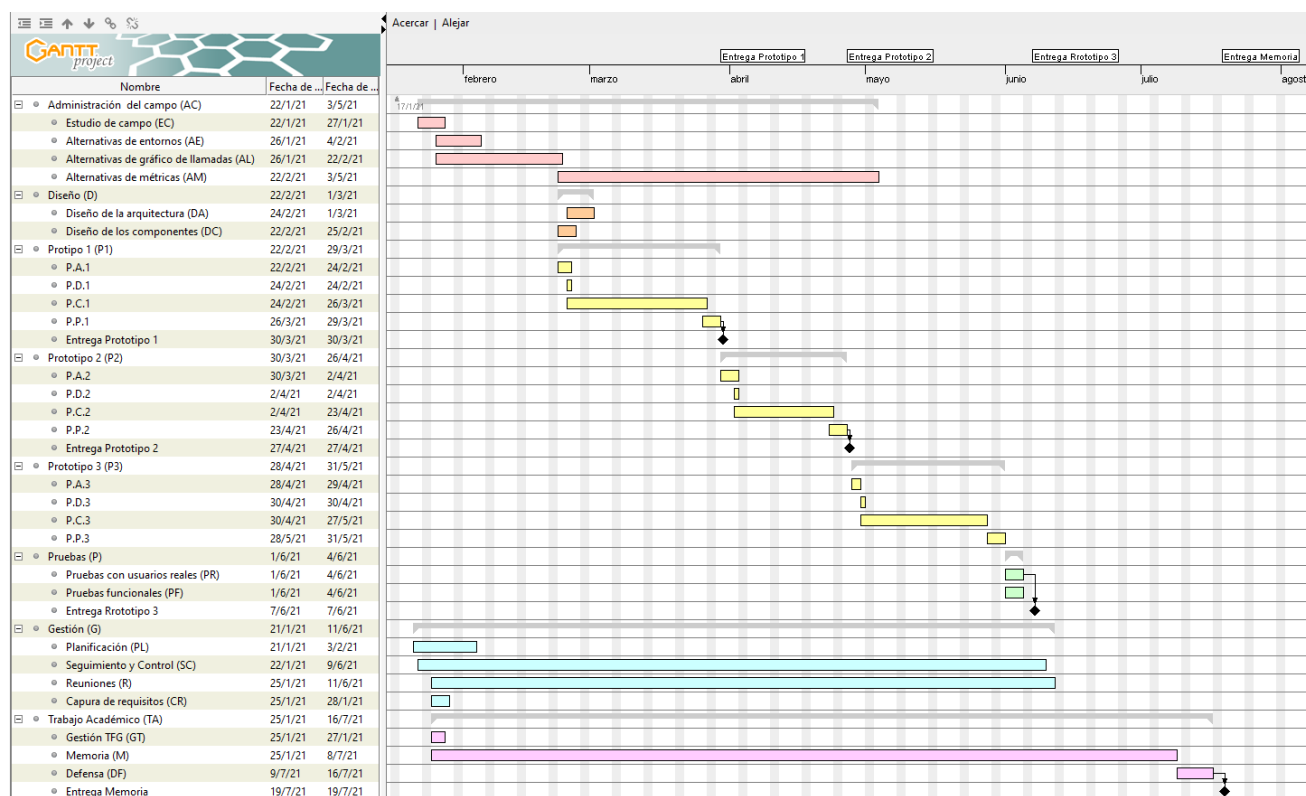 Acercar | Alejar
GANTT
project
Entrega Prototipo 1 Entrega Prototipo 2 Entrega Rrototipo 3 Entrega Memoria
Nombre Fecha de ... Fecha de ... febrero marzo abril mayo junio julio agost
17/1/21
Administración del campo (AC) 22/1/21 3/5/21
Estudio de campo (EC) 22/1/21 27/1/21
Alternativas de entornos (AE) 26/1/21 4/2/21
Alternativas de gráfico de llamadas (AL) 26/1/21 22/2/21
Alternativas de métricas (AM) 22/2/21 3/5/21
Diseño (D) 22/2/21 1/3/21
Diseño de la arquitectura (DA) 24/2/21 1/3/21
Diseño de los componentes (DC) 22/2/21 25/2/21
Protipo 1 (P1) 22/2/21 29/3/21
P.A.1 22/2/21 24/2/21
P.D.1 24/2/21 24/2/21
P.C.1 24/2/21 26/3/21
P.P.1 26/3/21 29/3/21
Entrega Prototipo 1 30/3/21 30/3/21
Prototipo 2 (P2) 30/3/21 26/4/21
P.A.2 30/3/21 2/4/21
P.D.2 2/4/21 2/4/21
P.C.2 2/4/21 23/4/21
P.P.2 23/4/21 26/4/21
Entrega Prototipo 2 27/4/21 27/4/21
Prototipo 3 (P3) 28/4/21 31/5/21
P.A.3 28/4/21 29/4/21
P.D.3 30/4/21 30/4/21
P.C.3 30/4/21 27/5/21
P.P.3 28/5/21 31/5/21
Pruebas (P) 1/6/21 4/6/21
Pruebas con usuarios reales (PR) 1/6/21 4/6/21
Pruebas funcionales (PF) 1/6/21 4/6/21
Entrega Rrototipo 3 7/6/21 7/6/21
Gestión (G) 21/1/21 11/6/21
Planificación (PL) 21/1/21 3/2/21
Seguimiento y Control (SC) 22/1/21 9/6/21
Reuniones (R) 25/1/21 11/6/21
Capura de requisitos (CR) 25/1/21 28/1/21
Trabajo Académico (TA) 25/1/21 16/7/21
Gestión TFG (GT) 25/1/21 27/1/21
Memoria (M) 25/1/21 8/7/21
Defensa (DF) 9/7/21 16/7/21
Entrega Memoria 19/7/21 19/7/21